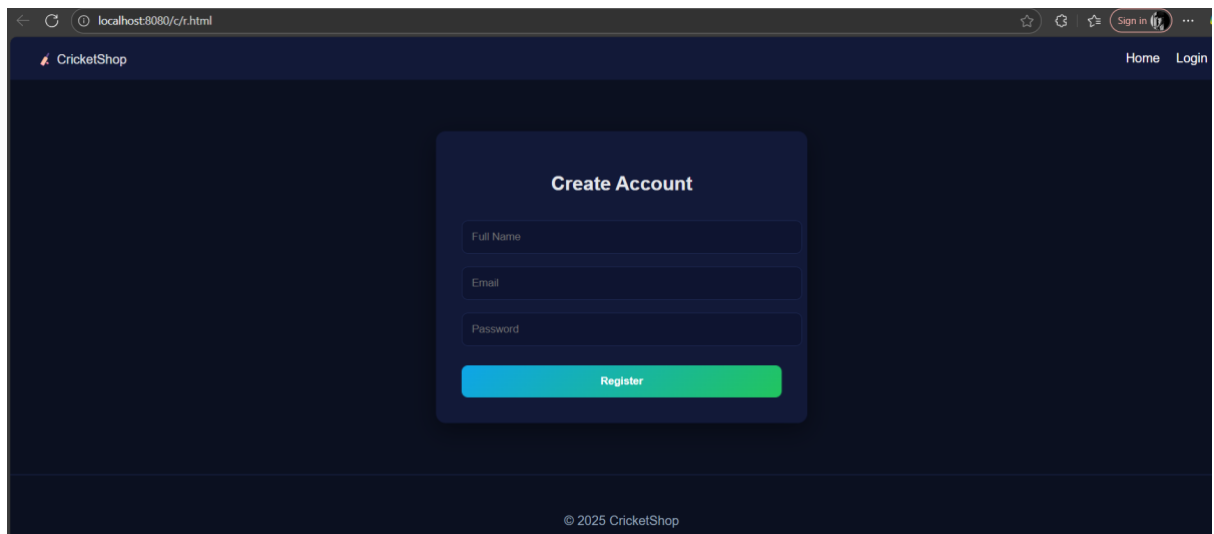 localhost:8080/c/r.html
Sign in
CricketShop
Home Login
Create Account
Full Name
Email
Password
Register
© 2025 CricketShop